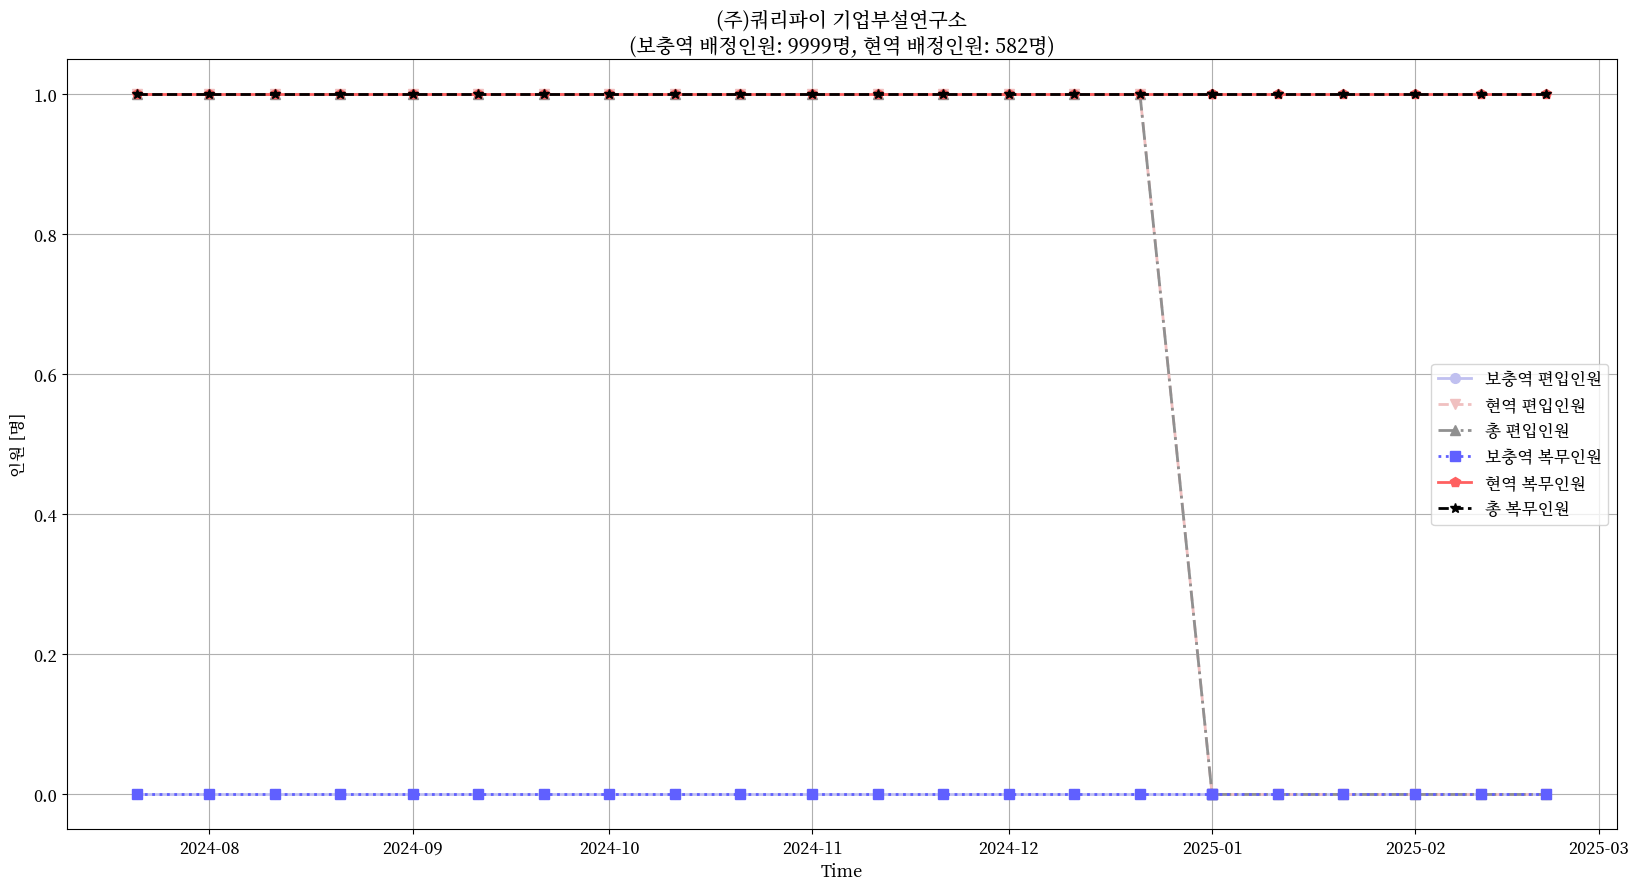 (주)쿼리파이 기업부설연구소
(보충역 배정인원: 9999명, 현역 배정인원: 582명)
1.0
0.8
0.6
0.4
0.2
0.0
인원 [명]
보충역 편입인원
현역 편입인원
총 편입인원
보충역 복무인원
현역 복무인원
총 복무인원
2024-08
2024-09
2024-10
2024-11
2024-12
2025-01
2025-02
2025-03
Time